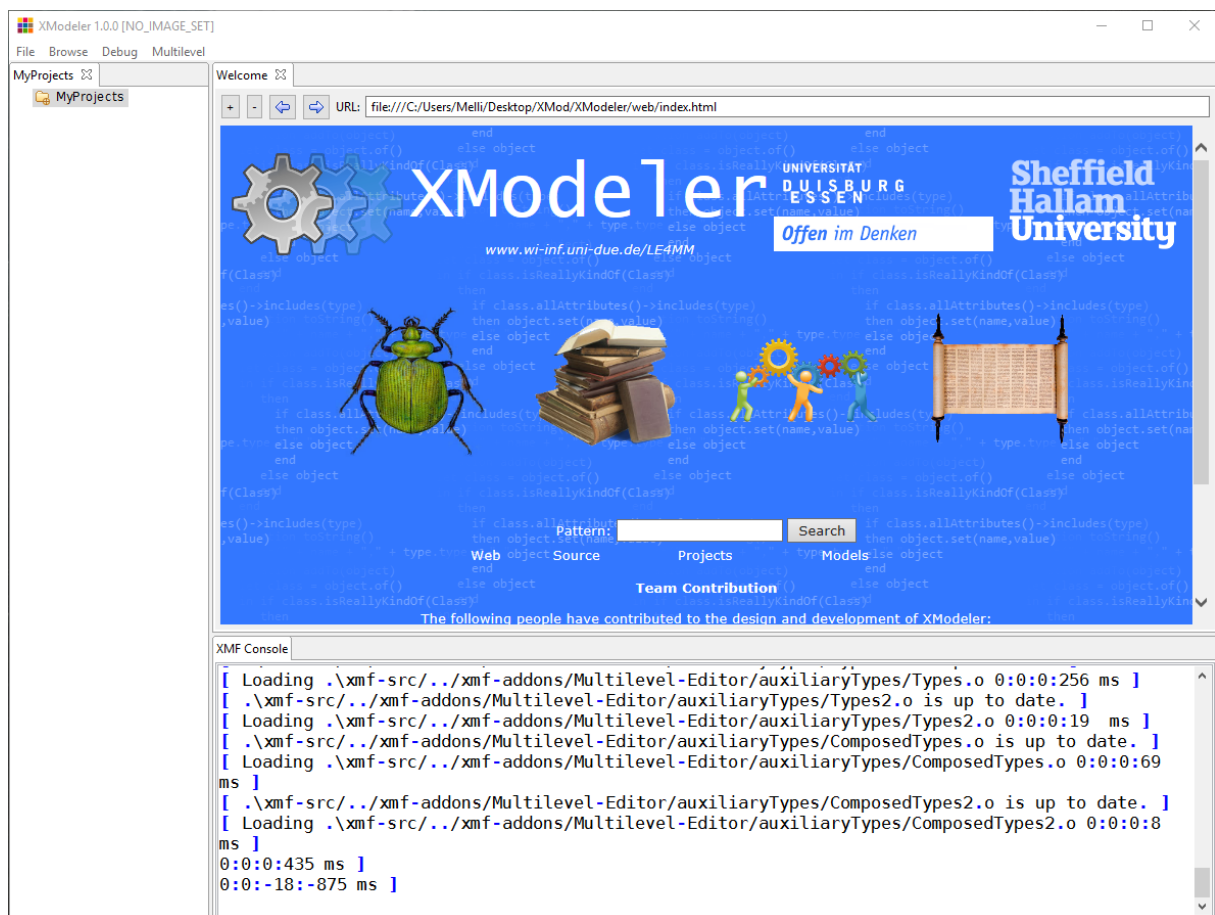 XModeler 1.0.0 [NO_IMAGE_SET]
File Browse Debug Multilevel
MyProjects
MyProjects
Welcome
+ - URL: file:///C:/Users/Melli/Desktop/XMod/XModeler/web/index.html
XModeler
UNIVERSITÄT
DUISBURG
ESSEN
Offen im Denken
Sheffield
Hallam
University
www.wi-inf.uni-due.de/LE4MM
Pattern: Search
Web Source Projects Models
Team Contribution
The following people have contributed to the design and development of XModeler:
XMF Console
[ Loading .\xmf-src/../xmf-addons/Multilevel-Editor/auxiliaryTypes/Types.o 0:0:0:256 ms ]
[ .\xmf-src/../xmf-addons/Multilevel-Editor/auxiliaryTypes/Types2.o is up to date. ]
[ Loading .\xmf-src/../xmf-addons/Multilevel-Editor/auxiliaryTypes/Types2.o 0:0:0:19 ms ]
[ .\xmf-src/../xmf-addons/Multilevel-Editor/auxiliaryTypes/ComposedTypes.o is up to date. ]
[ Loading .\xmf-src/../xmf-addons/Multilevel-Editor/auxiliaryTypes/ComposedTypes.o 0:0:0:69
ms ]
[ .\xmf-src/../xmf-addons/Multilevel-Editor/auxiliaryTypes/ComposedTypes2.o is up to date. ]
[ Loading .\xmf-src/../xmf-addons/Multilevel-Editor/auxiliaryTypes/ComposedTypes2.o 0:0:0:8
ms ]
0:0:0:435 ms ]
0:0:-18:-875 ms ]